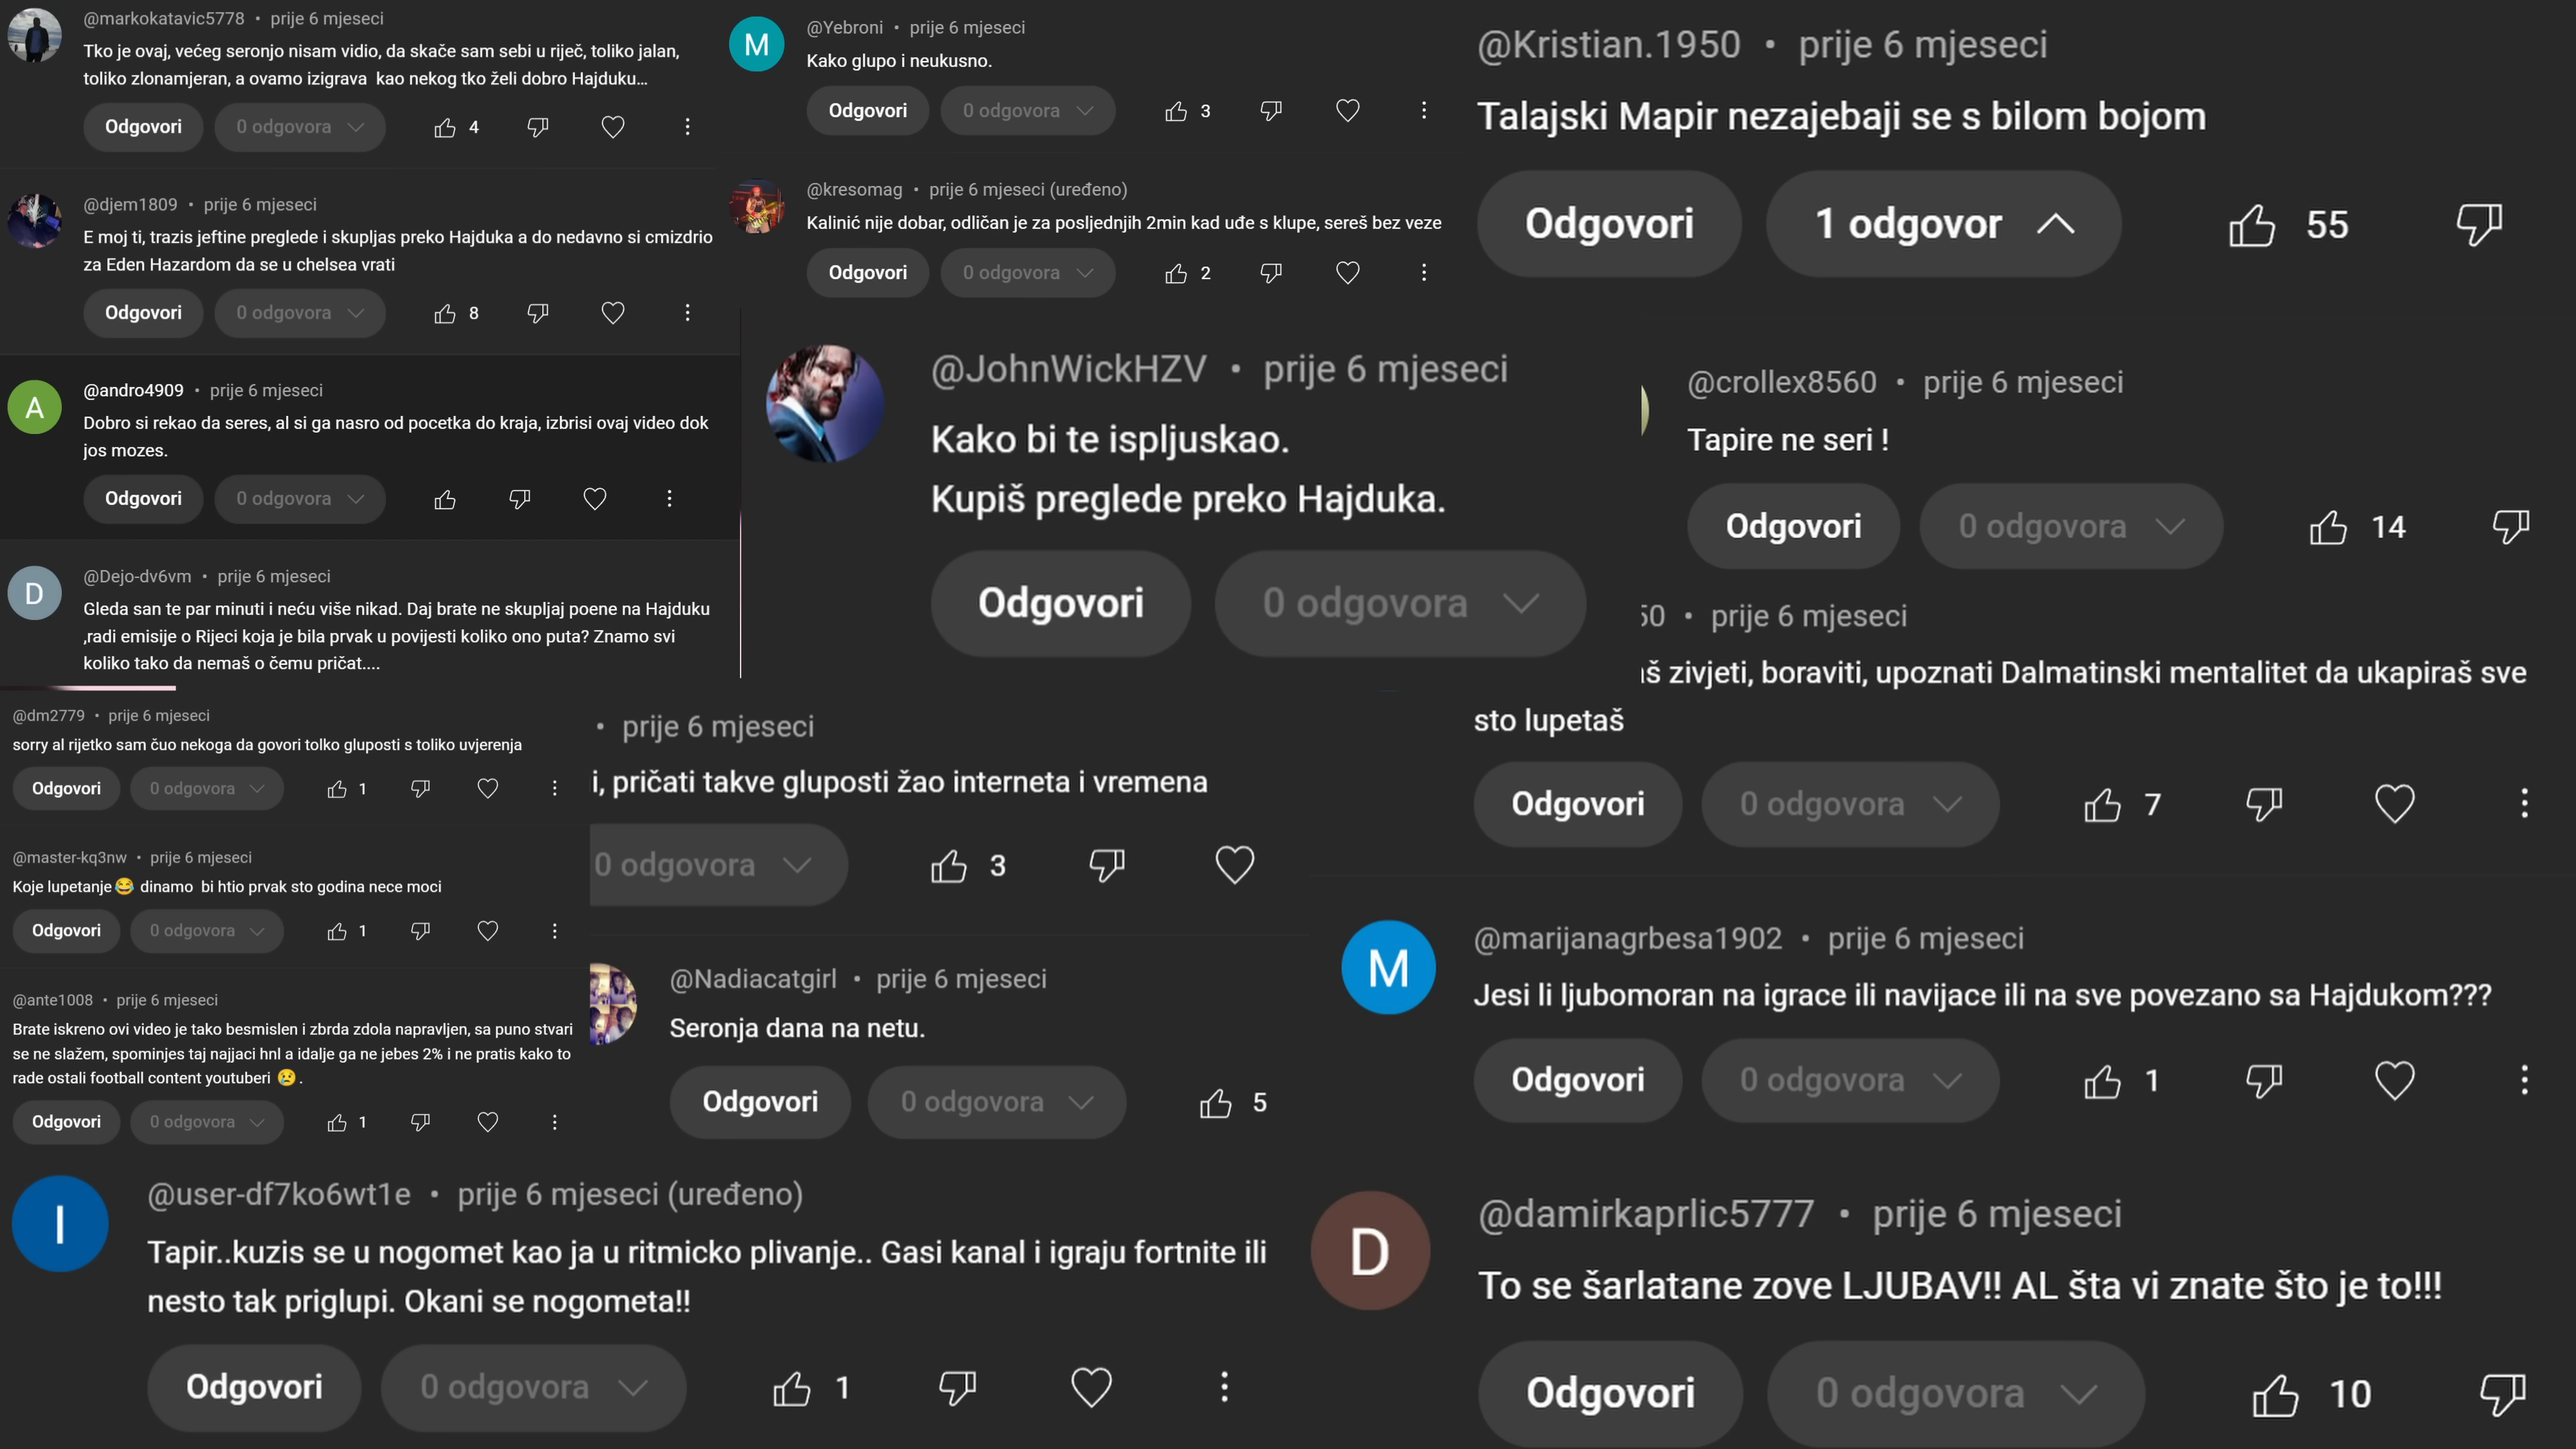 @markokatavic5778 • prije 6 mjeseci
Tko je ovaj, većeg seronjo nisam vidio, da skače sam sebi u riječ, toliko jalan,
toliko zlonamjeran, a ovamo izigrava kao nekog tko želi dobro Hajduku...
Odgovori 0 odgovora 4
@djem1809 • prije 6 mjeseci
E moj ti, trazis jeftine preglede i skupljas preko Hajduka a do nedavno si cmizdrio
za Eden Hazardom da se u chelsea vrati
Odgovori 0 odgovora 8
A
@andro4909 • prije 6 mjeseci
Dobro si rekao da seres, al si ga nasro od pocetka do kraja, izbrisi ovaj video dok
jos mozes.
Odgovori 0 odgovora
D
@Dejo-dv6vm • prije 6 mjeseci
Gleda san te par minuti i neću više nikad. Daj brate ne skupljaj poene na Hajduku
,radi emisije o Rijeci koja je bila prvak u povijesti koliko ono puta? Znamo svi
koliko tako da nemaš o čemu pričat....
M
@Yebroni • prije 6 mjeseci
Kako glupo i neukusno.
Odgovori 0 odgovora 3
@kresomag • prije 6 mjeseci (uređeno)
Kalinić nije dobar, odličan je za posljednjih 2min kad uđe s klupe, sereš bez veze
Odgovori 0 odgovora 2
@Kristian.1950 • prije 6 mjeseci
Talajski Mapir nezajebaji se s bilom bojom
Odgovori 1 odgovor 55
@JohnWickHZV • prije 6 mjeseci
Kako bi te ispljuskao.
Kupiš preglede preko Hajduka.
Odgovori 0 odgovora
@crollex8560 • prije 6 mjeseci
Tapire ne seri !
Odgovori 0 odgovora 14
50 • prije 6 mjeseci
š zivjeti, boraviti, upoznati Dalmatinski mentalitet da ukapiraš sve
sto lupetaš
Odgovori 0 odgovora 7
@dm2779 • prije 6 mjeseci
sorry al rijetko sam čuo nekoga da govori tolko gluposti s toliko uvjerenja
Odgovori 0 odgovora 1
@master-kq3nw • prije 6 mjeseci
Koje lupetanje😂 dinamo bi htio prvak sto godina nece moci
Odgovori 0 odgovora 1
@ante1008 • prije 6 mjeseci
Brate iskreno ovi video je tako besmislen i zbrda zdola napravljen, sa puno stvari
se ne slažem, spominjes taj najjaci hnl a idalje ga ne jebes 2% i ne pratis kako to
rade ostali football content youtuberi 😢.
Odgovori 0 odgovora 1
• prije 6 mjeseci
i, pričati takve gluposti žao interneta i vremena
0 odgovora 3
@Nadiacatgirl • prije 6 mjeseci
Seronja dana na netu.
Odgovori 0 odgovora 5
M
@marijanagrbesa1902 • prije 6 mjeseci
Jesi li ljubomoran na igrace ili navijace ili na sve povezano sa Hajdukom???
Odgovori 0 odgovora 1
I
@user-df7ko6wt1e • prije 6 mjeseci (uređeno)
Tapir..kuzis se u nogomet kao ja u ritmicko plivanje.. Gasi kanal i igraju fortnite ili
nesto tak priglupi. Okani se nogometa!!
Odgovori 0 odgovora 1
D
@damirkaprlic5777 • prije 6 mjeseci
To se šarlatane zove LJUBAV!! AL šta vi znate što je to!!!
Odgovori 0 odgovora 10